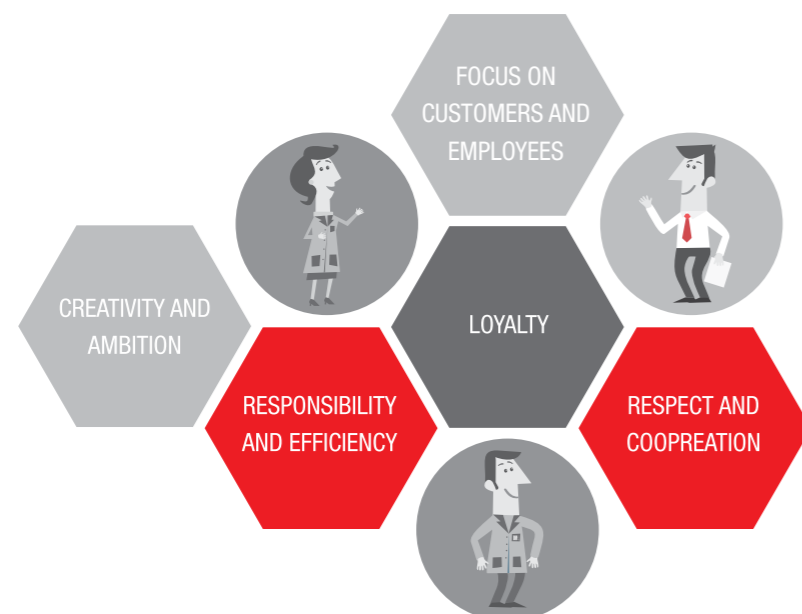 FOCUS ON
CUSTOMERS AND
EMPLOYEES
CREATIVITY AND
AMBITION
LOYALTY
RESPONSIBILITY
AND EFFICIENCY
RESPECT AND
COOPREATION